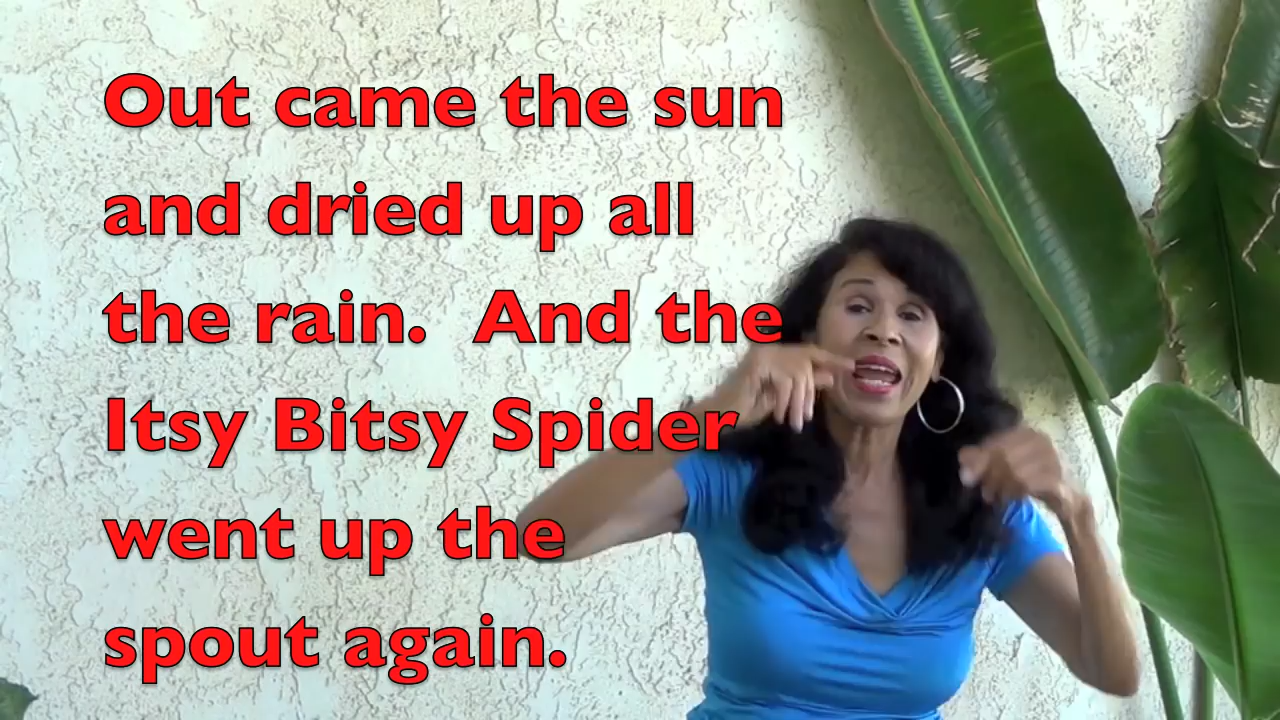 Out came the sun
and dried up all
the rain.  And the
Itsy Bitsy Spider
went up the
spout again.